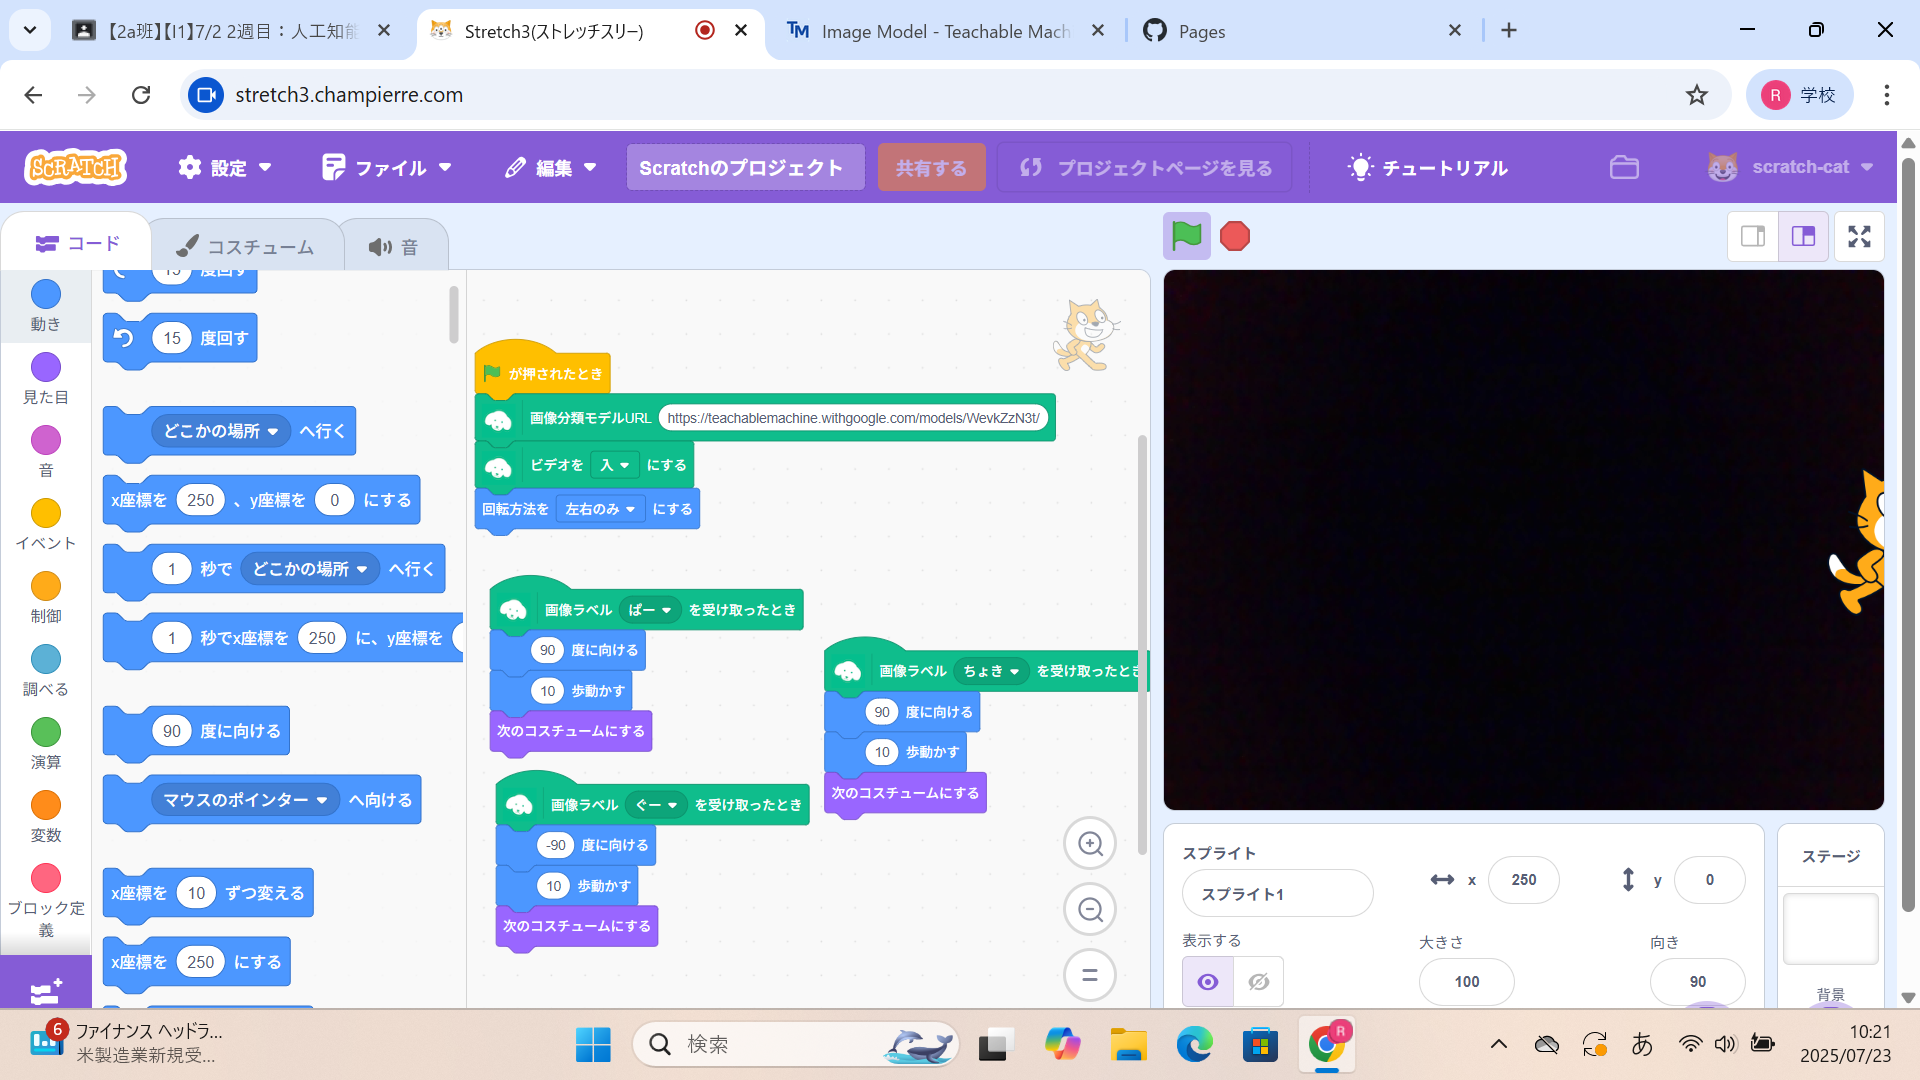 【2a班】【I1】7/2 2週目：人工知能
Stretch3(ストレッチスリー)
Image Model - Teachable Mach
Pages
stretch3.champierre.com
R 学校
SCRATCH
設定
ファイル
編集
Scratchのプロジェクト
共有する
プロジェクトページを見る
チュートリアル
scratch-cat
コード
コスチューム
音
動き
見た目
音
イベント
制御
調べる
演算
変数
ブロック定
義
15 度回す
15 度回す
どこかの場所 へ行く
x座標を 250 、y座標を 0 にする
1 秒で どこかの場所 へ行く
1 秒でx座標を 250 に、y座標を
90 度に向ける
マウスのポインター へ向ける
x座標を 10 ずつ変える
x座標を 250 にする
が押されたとき
画像分類モデルURL https://teachablemachine.withgoogle.com/models/WevkZzN3t/
ビデオを 入 にする
回転方法を 左右のみ にする
画像ラベル ぱー を受け取ったとき
90 度に向ける
10 歩動かす
次のコスチュームにする
画像ラベル ちょき を受け取ったとき
90 度に向ける
10 歩動かす
次のコスチュームにする
画像ラベル ぐー を受け取ったとき
-90 度に向ける
10 歩動かす
次のコスチュームにする
スプライト
スプライト1
x 250
y 0
表示する
大きさ
100
向き
90
ステージ
背景
6
ファイナンス ヘッドラ...
米製造業新規受...
検索
R
あ
10:21
2025/07/23